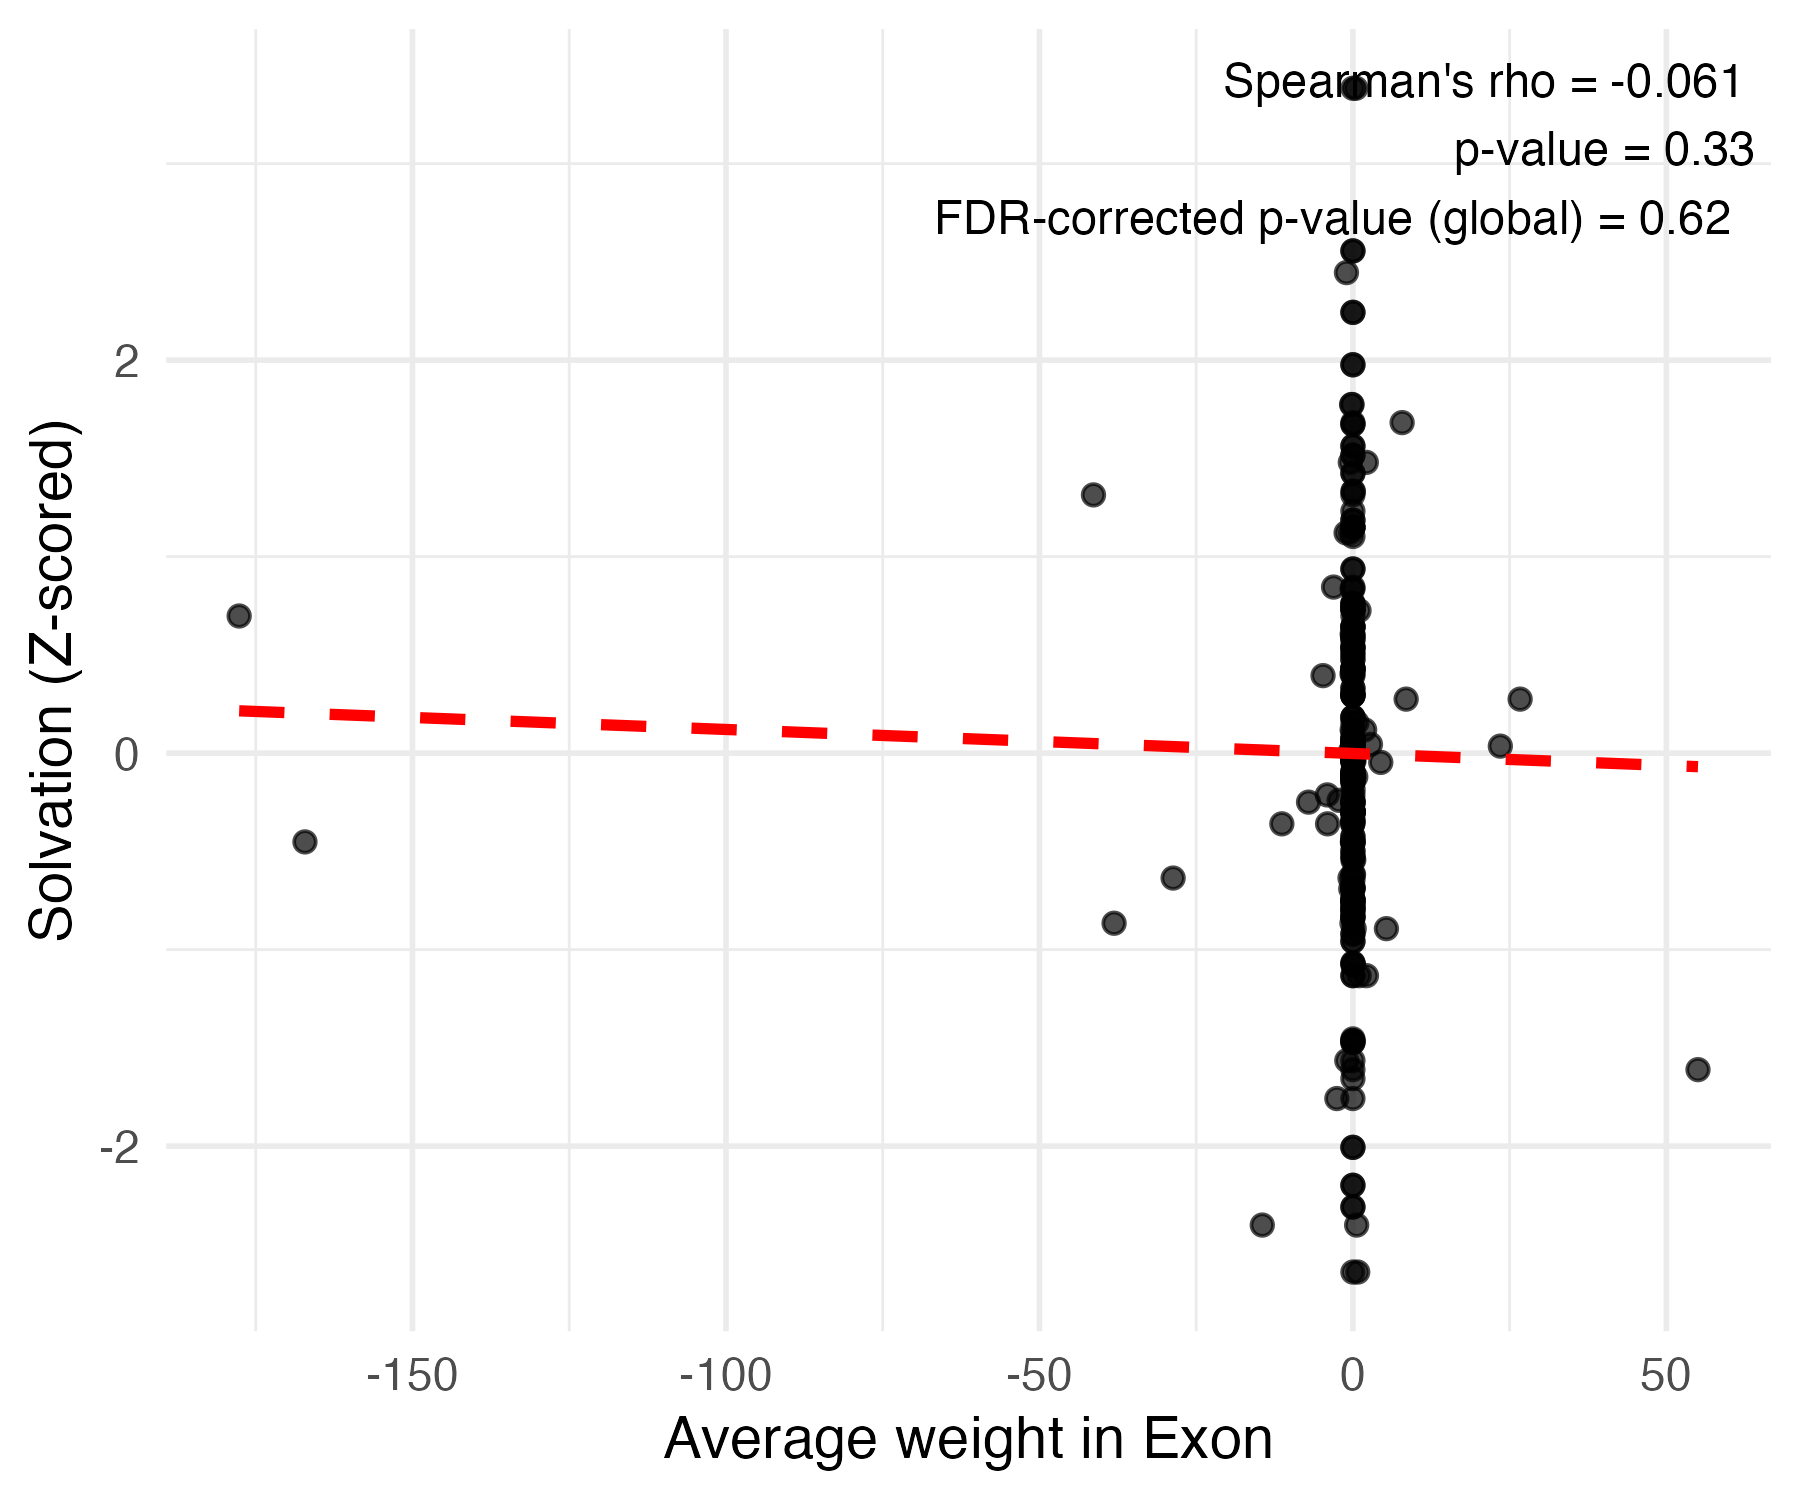 Spearman's rho = -0.061
p-value = 0.33
FDR-corrected p-value (global) = 0.62
2
0
-2
Solvation (Z-scored)
-150 -100 -50 0 50
Average weight in Exon